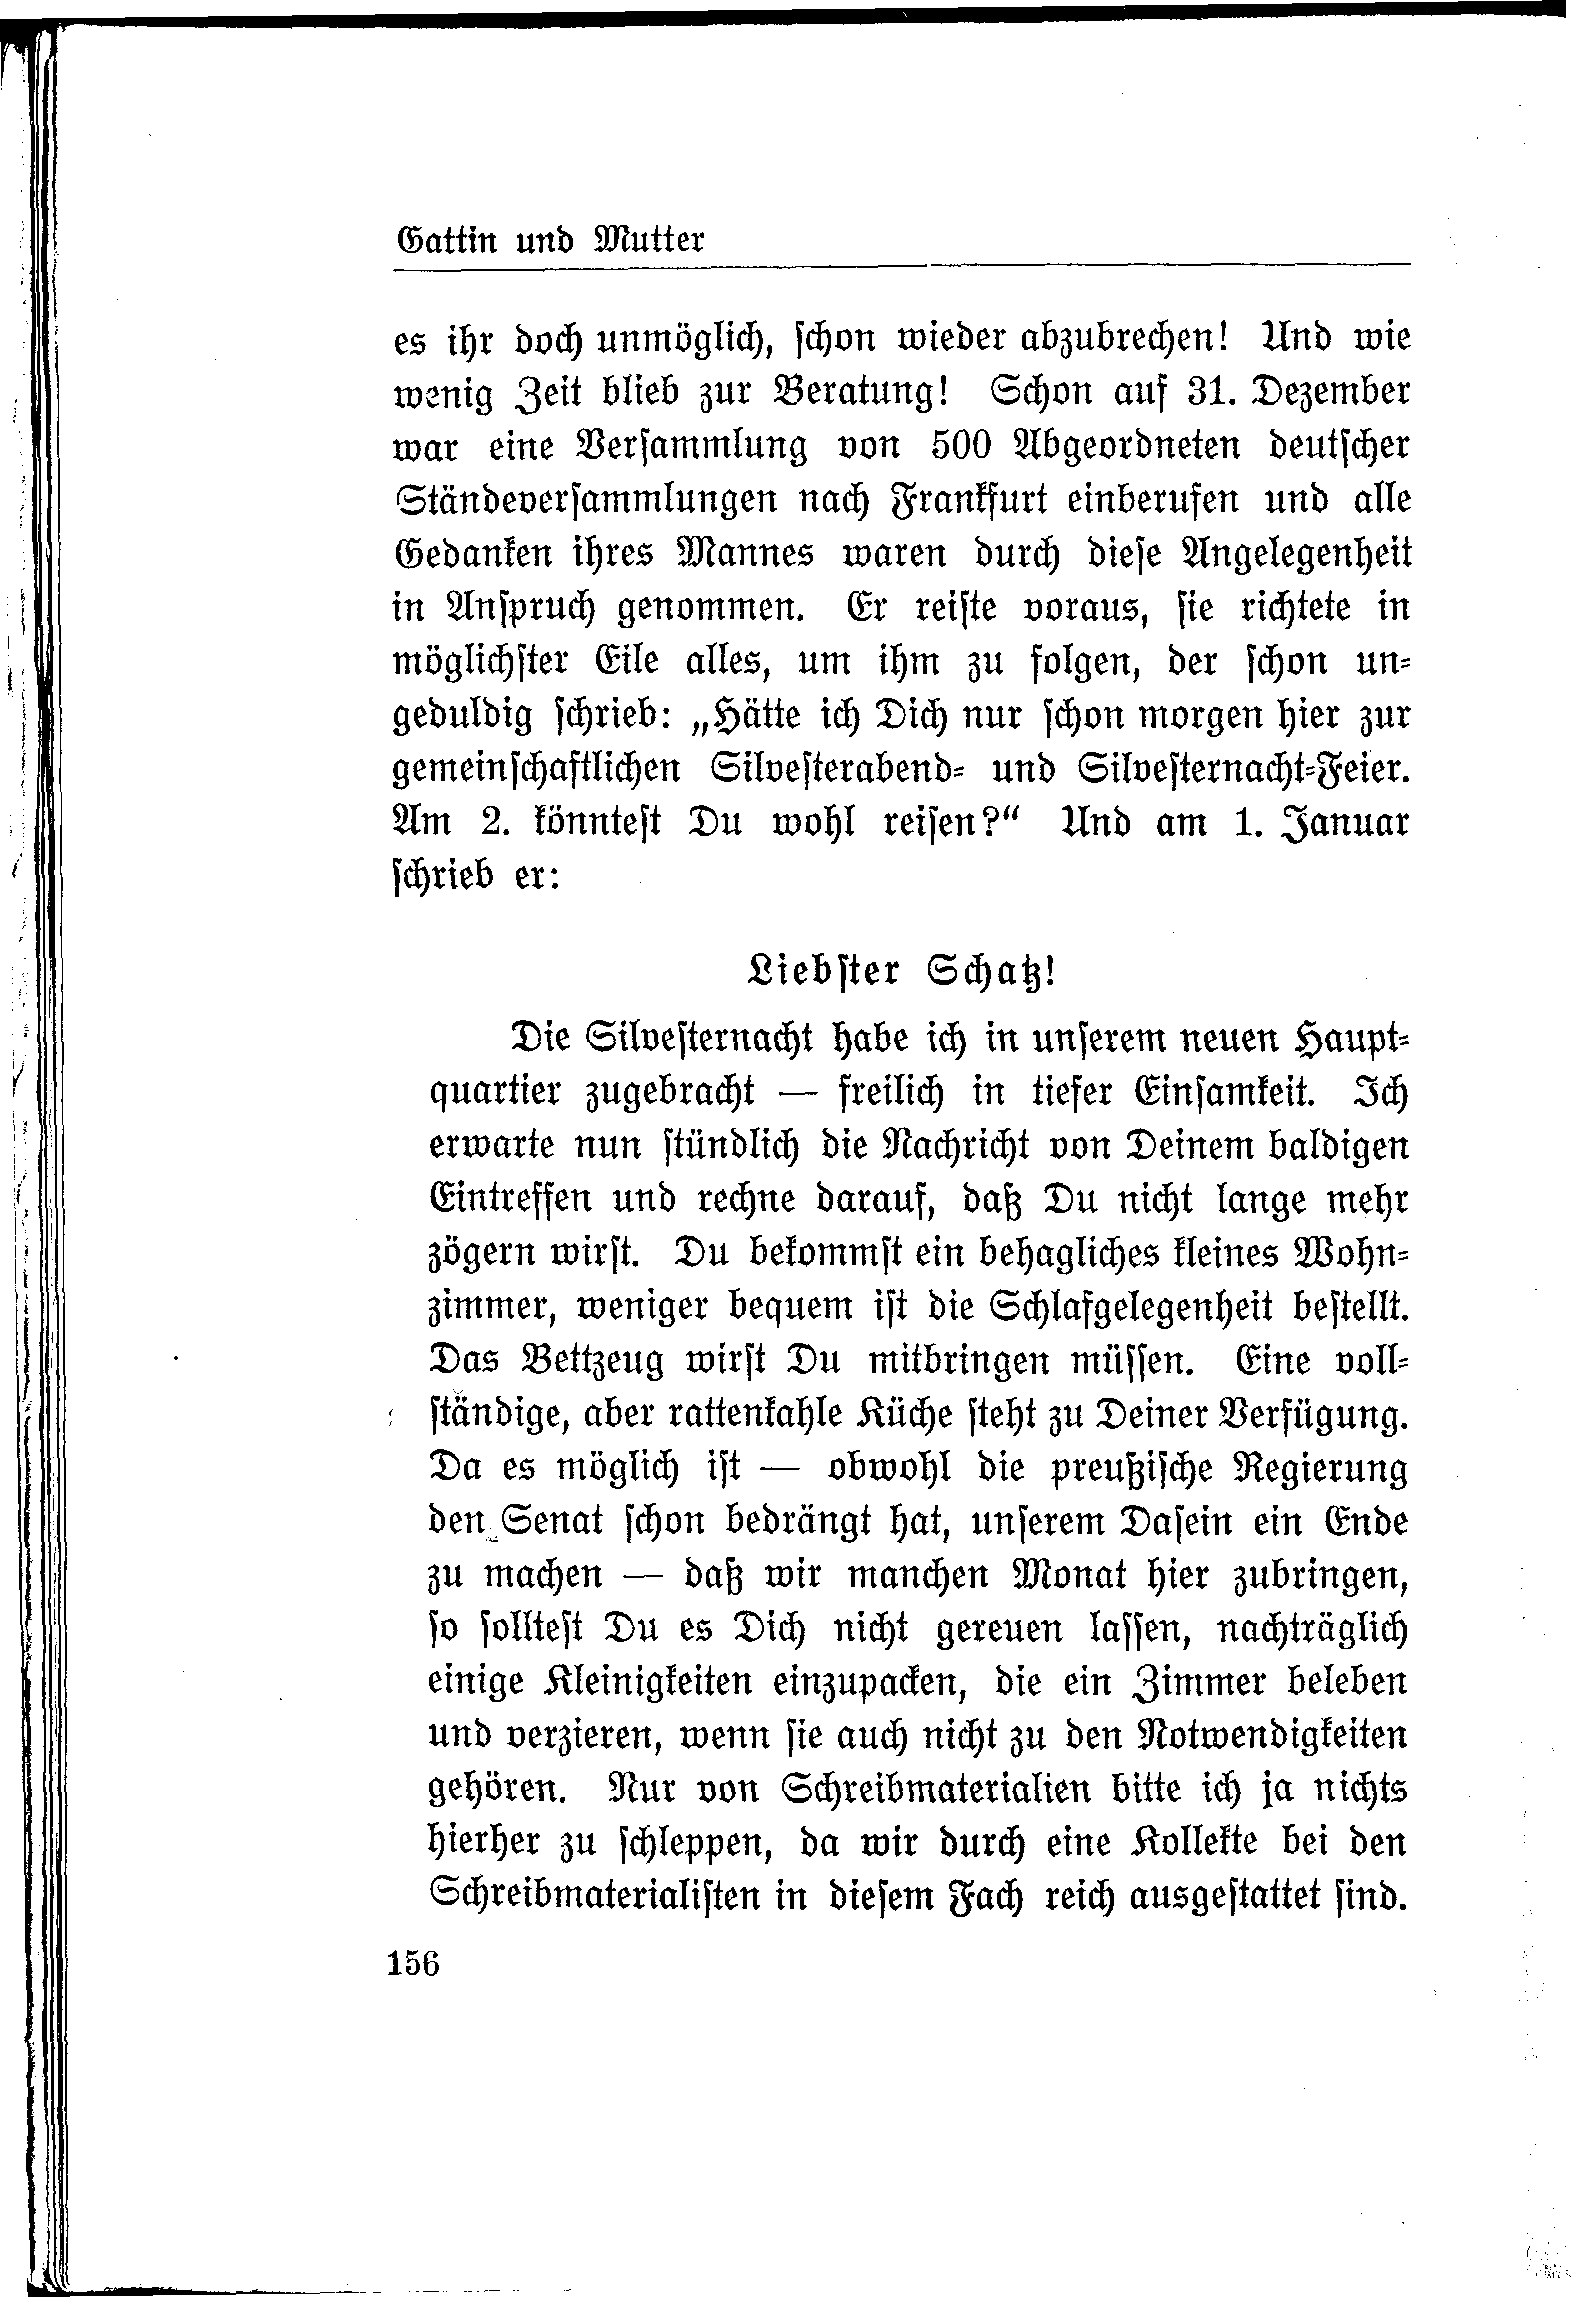 Gattin und Mutter
es ihr doch unmöglich, schon wieder abzubrechen! Und wie
wenig Zeit blieb zur Beratung! Schon auf 31. Dezember
war eine Versammlung von 500 Abgeordneten deutscher
Ständeversammlungen nach Frankfurt einberufen und alle
Gedanken ihres Mannes waren durch diese Angelegenheit
in Anspruch genommen. Er reiste voraus, sie richtete in
möglichster Eile alles, um ihm zu folgen, der schon un-
geduldig schrieb: „Hätte ich Dich nur schon morgen hier zur
gemeinschaftlichen Silvesterabend- und Silvesternacht-Feier.
Am 2. könntest Du wohl reisen?“ Und am 1. Januar
schrieb er:
Liebster Schatz!
Die Silvesternacht habe ich in unserem neuen Haupt-
quartier zugebracht — freilich in tiefer Einsamkeit. Ich
erwarte nun stündlich die Nachricht von Deinem baldigen
Eintreffen und rechne darauf, daß Du nicht lange mehr
zögern wirst. Du bekommst ein behagliches kleines Wohn-
zimmer, weniger bequem ist die Schlafgelegenheit bestellt.
Das Bettzeug wirst Du mitbringen müssen. Eine voll-
ständige, aber rattenkahle Küche steht zu Deiner Verfügung.
Da es möglich ist — obwohl die preußische Regierung
den Senat schon bedrängt hat, unserem Dasein ein Ende
zu machen — daß wir manchen Monat hier zubringen,
so solltest Du es Dich nicht gereuen lassen, nachträglich
einige Kleinigkeiten einzupacken, die ein Zimmer beleben
und verzieren, wenn sie auch nicht zu den Notwendigkeiten
gehören. Nur von Schreibmaterialien bitte ich ja nichts
hierher zu schleppen, da wir durch eine Kollekte bei den
Schreibmaterialisten in diesem Fach reich ausgestattet sind.
156